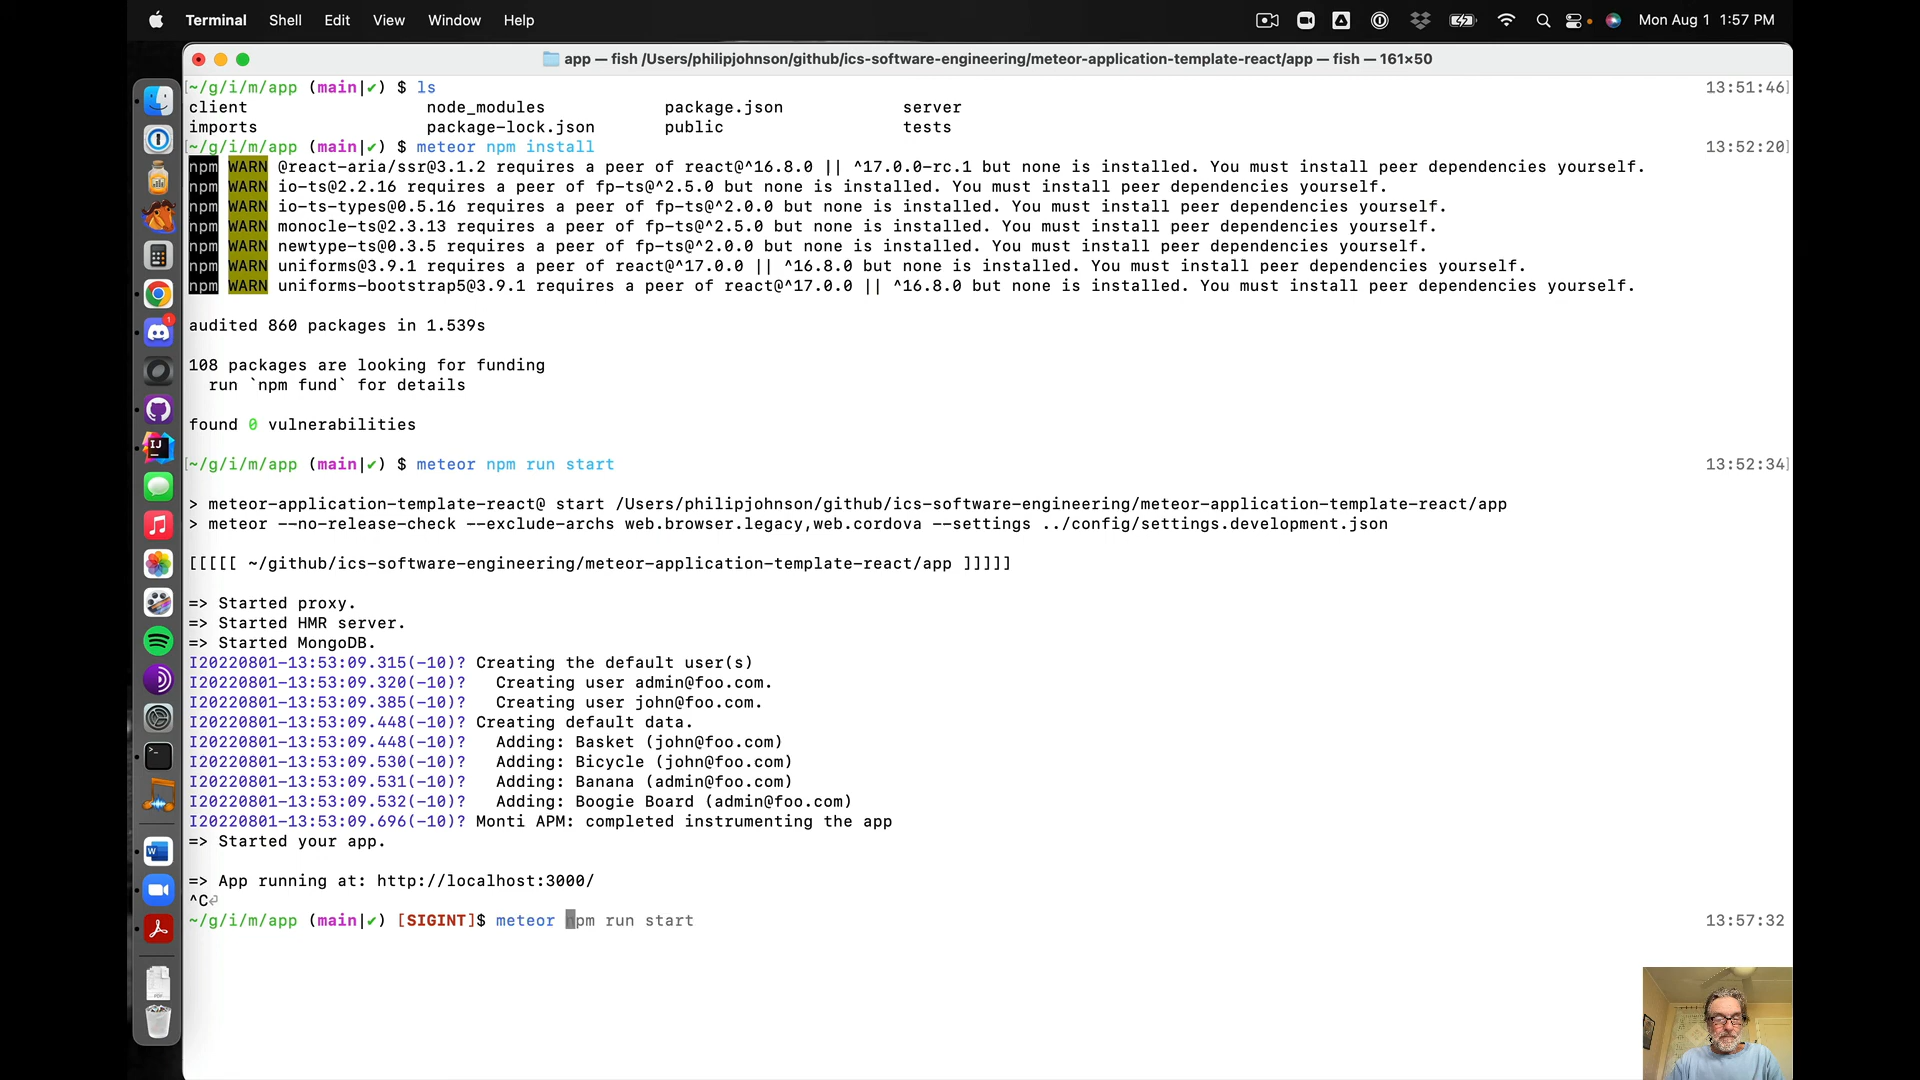 Terminal Shell Edit View Window Help Mon Aug 1 1:57 PM
app — fish /Users/philipjohnson/github/ics-software-engineering/meteor-application-template-react/app — fish — 161×50
[~/g/i/m/app (main|✔) $ ls 13:51:46]
client node_modules package.json server
imports package-lock.json public tests
[~/g/i/m/app (main|✔) $ meteor npm install 13:52:20]
npm WARN @react-aria/ssr@3.1.2 requires a peer of react@^16.8.0 || ^17.0.0-rc.1 but none is installed. You must install peer dependencies yourself.
npm WARN io-ts@2.2.16 requires a peer of fp-ts@^2.5.0 but none is installed. You must install peer dependencies yourself.
npm WARN io-ts-types@0.5.16 requires a peer of fp-ts@^2.0.0 but none is installed. You must install peer dependencies yourself.
npm WARN monocle-ts@2.3.13 requires a peer of fp-ts@^2.5.0 but none is installed. You must install peer dependencies yourself.
npm WARN newtype-ts@0.3.5 requires a peer of fp-ts@^2.0.0 but none is installed. You must install peer dependencies yourself.
npm WARN uniforms@3.9.1 requires a peer of react@^17.0.0 || ^16.8.0 but none is installed. You must install peer dependencies yourself.
npm WARN uniforms-bootstrap5@3.9.1 requires a peer of react@^17.0.0 || ^16.8.0 but none is installed. You must install peer dependencies yourself.
audited 860 packages in 1.539s
108 packages are looking for funding
run `npm fund` for details
found 0 vulnerabilities
[~/g/i/m/app (main|✔) $ meteor npm run start 13:52:34]
> meteor-application-template-react@ start /Users/philipjohnson/github/ics-software-engineering/meteor-application-template-react/app
> meteor --no-release-check --exclude-archs web.browser.legacy,web.cordova --settings ../config/settings.development.json
[[[[[ ~/github/ics-software-engineering/meteor-application-template-react/app ]]]]]
=> Started proxy.
=> Started HMR server.
=> Started MongoDB.
I20220801-13:53:09.315(-10)? Creating the default user(s)
I20220801-13:53:09.320(-10)? Creating user admin@foo.com.
I20220801-13:53:09.385(-10)? Creating user john@foo.com.
I20220801-13:53:09.448(-10)? Creating default data.
I20220801-13:53:09.448(-10)? Adding: Basket (john@foo.com)
I20220801-13:53:09.530(-10)? Adding: Bicycle (john@foo.com)
I20220801-13:53:09.531(-10)? Adding: Banana (admin@foo.com)
I20220801-13:53:09.532(-10)? Adding: Boogie Board (admin@foo.com)
I20220801-13:53:09.696(-10)? Monti APM: completed instrumenting the app
=> Started your app.
=> App running at: http://localhost:3000/
^C⏎
~/g/i/m/app (main|✔) [SIGINT]$ meteor npm run start 13:57:32